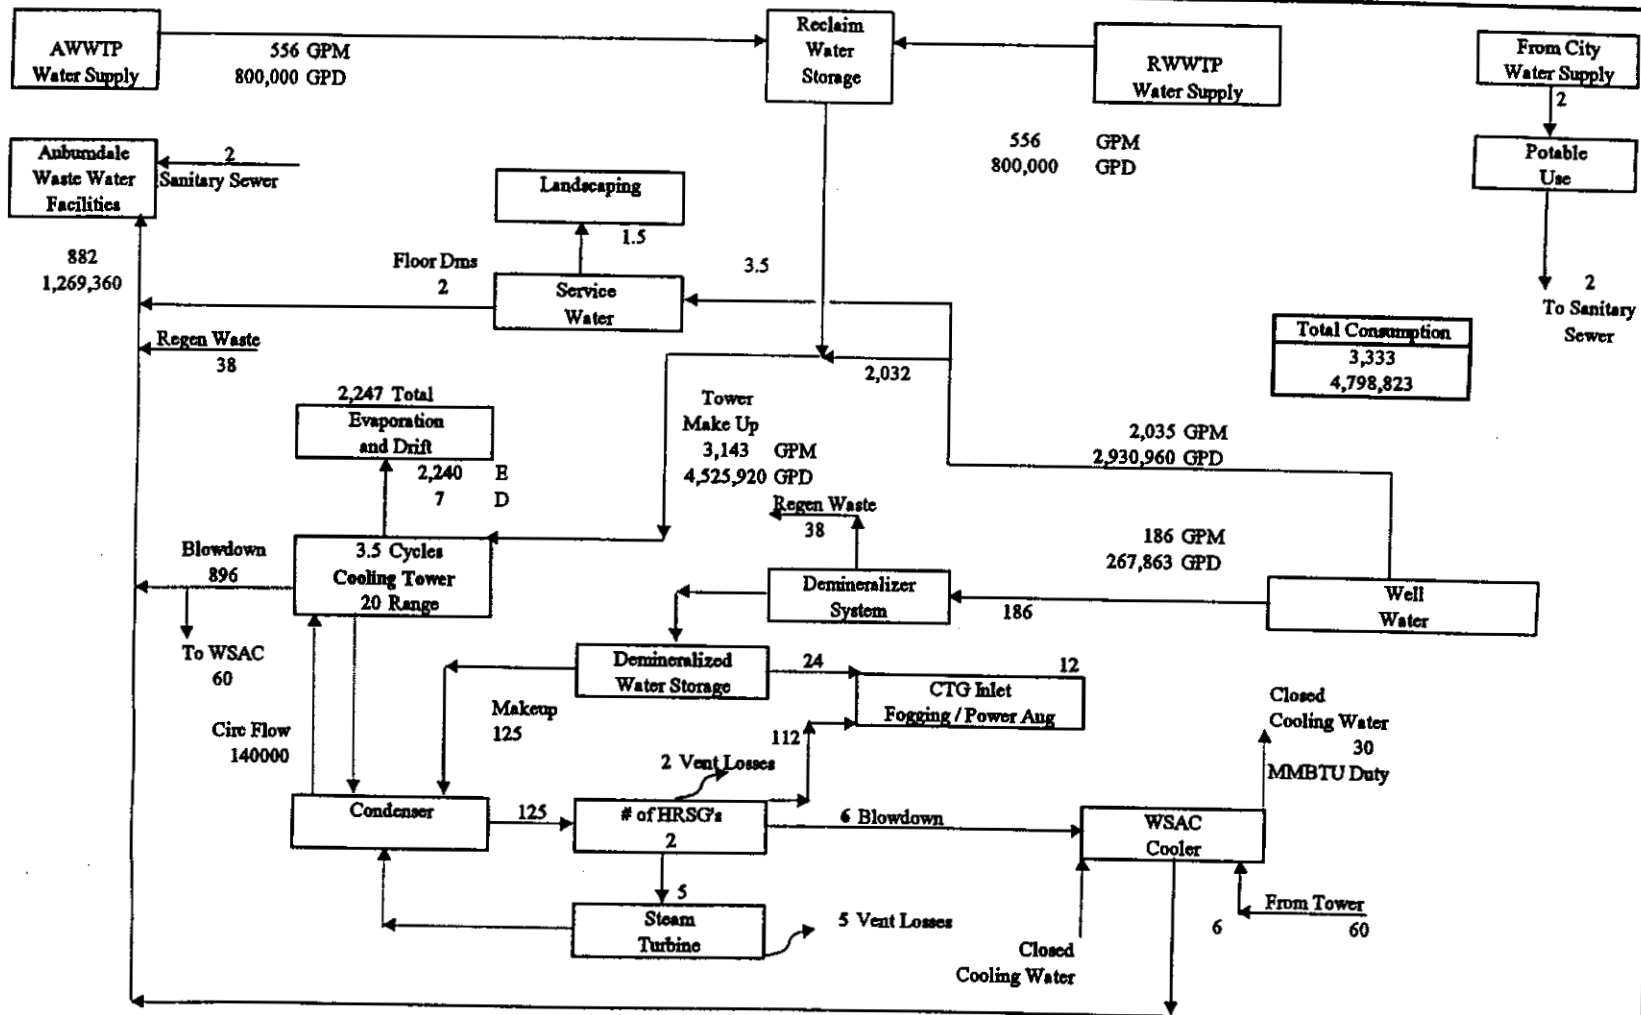 AWWTP
Water Supply
556 GPM
800,000 GPD
Reclaim
Water
Storage
RWWTP
Water Supply
556 GPM
800,000 GPD
From City
Water Supply
2
Potable
Use
2
To Sanitary
Sewer
Auburndale
Waste Water
Facilities
2
Sanitary Sewer
882
1,269,360
Landscaping
1.5
Floor Drns
2
Service
Water
3.5
Regen Waste
38
Total Consumption
3,333
4,798,823
2,032
2,247 Total
Evaporation
and Drift
2,240 E
7 D
Tower
Make Up
3,143 GPM
4,525,920 GPD
2,035 GPM
2,930,960 GPD
Regen Waste
38
186 GPM
267,863 GPD
Blowdown
896
3.5 Cycles
Cooling Tower
20 Range
Demineralizer
System
186
Well
Water
To WSAC
60
Demineralized
Water Storage
24
12
CTG Inlet
Fogging / Power Aug
Makeup
125
Circ Flow
140000
112
2 Vent Losses
Closed
Cooling Water
30
MMBTU Duty
Condenser
125
# of HRSG's
2
6 Blowdown
WSAC
Cooler
5
Steam
Turbine
5 Vent Losses
Closed
Cooling Water
6
From Tower
60